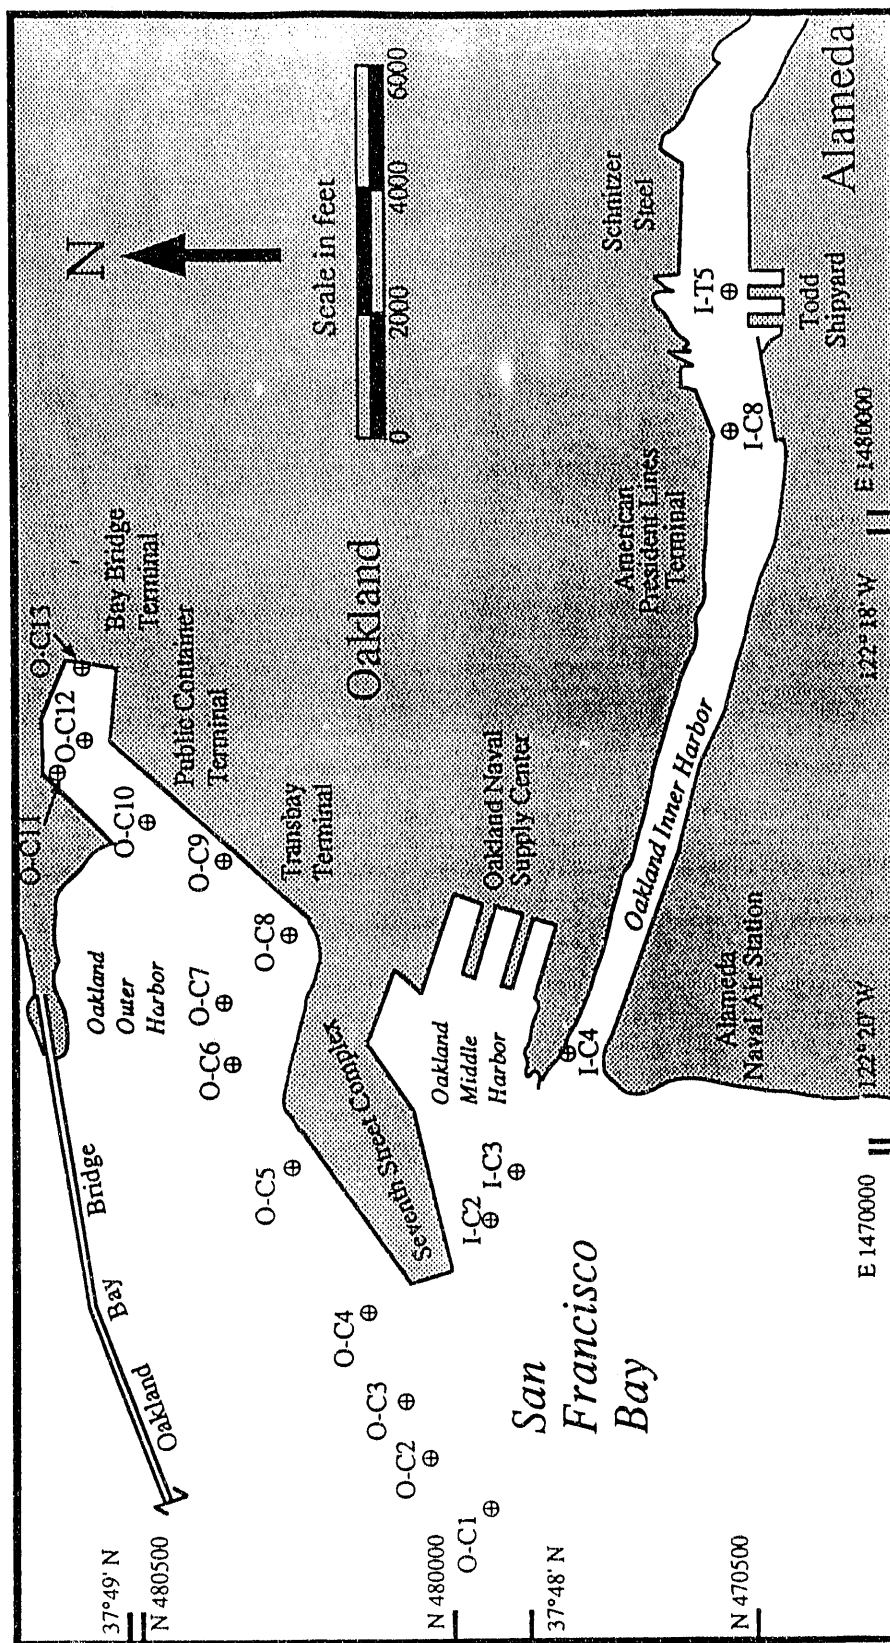 N
Scale in feet
0
2000
4000
6000
37°49' N
N 480500
N 480000
37°48' N
N 470500
Oakland
Bay
Bridge
O-C11
O-C12
O-C13
Bay Bridge
Terminal
O-C10
Public Container
Terminal
O-C9
Transbay
Terminal
Oakland
Outer
Harbor
O-C7
O-C8
O-C6
O-C5
Seventh Street Complex
Oakland
O-C4
O-C3
O-C2
O-C1
San
Francisco
Bay
I-C2
I-C3
Oakland
Middle
Harbor
Oakland Naval
Supply Center
I-C4
Oakland Inner Harbor
American
President Lines
Terminal
Schnitzer
Steel
I-C8
I-T5
Todd
Shipyard
Alameda
Alameda
Naval Air Station
E 1470000
122°20' W
122°18' W
E 1480000